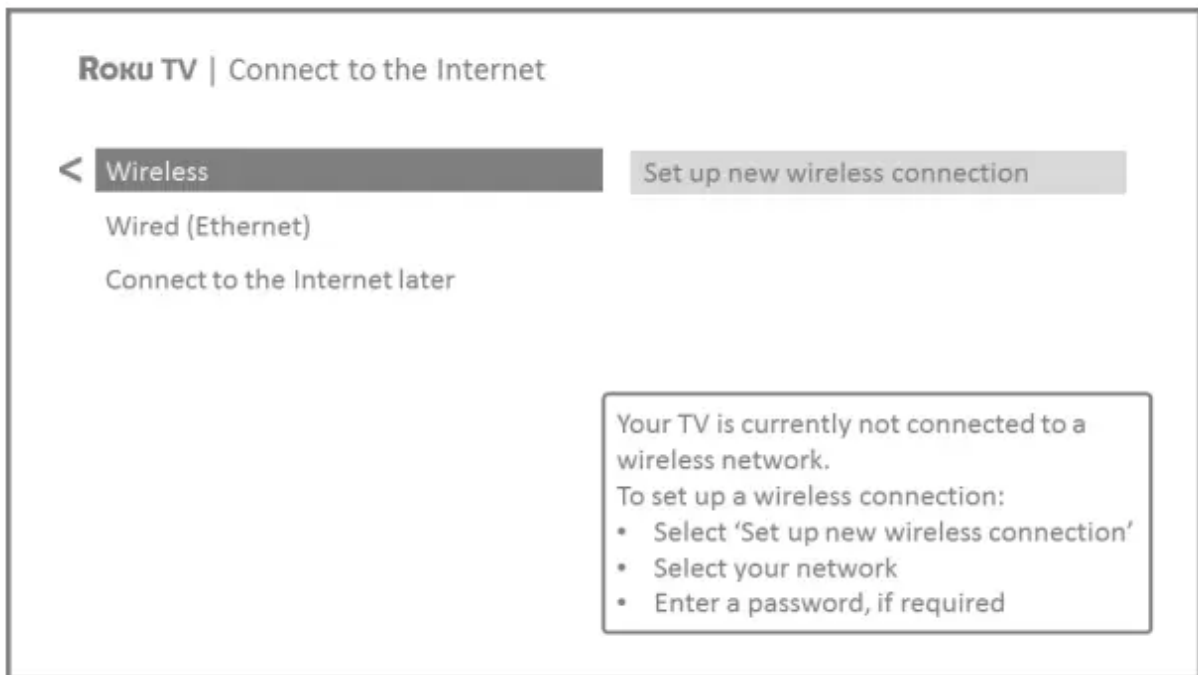 ROKU TV | Connect to the Internet
< Wireless
Set up new wireless connection
Wired (Ethernet)
Connect to the Internet later
Your TV is currently not connected to a
wireless network.
To set up a wireless connection:
• Select ‘Set up new wireless connection’
• Select your network
• Enter a password, if required